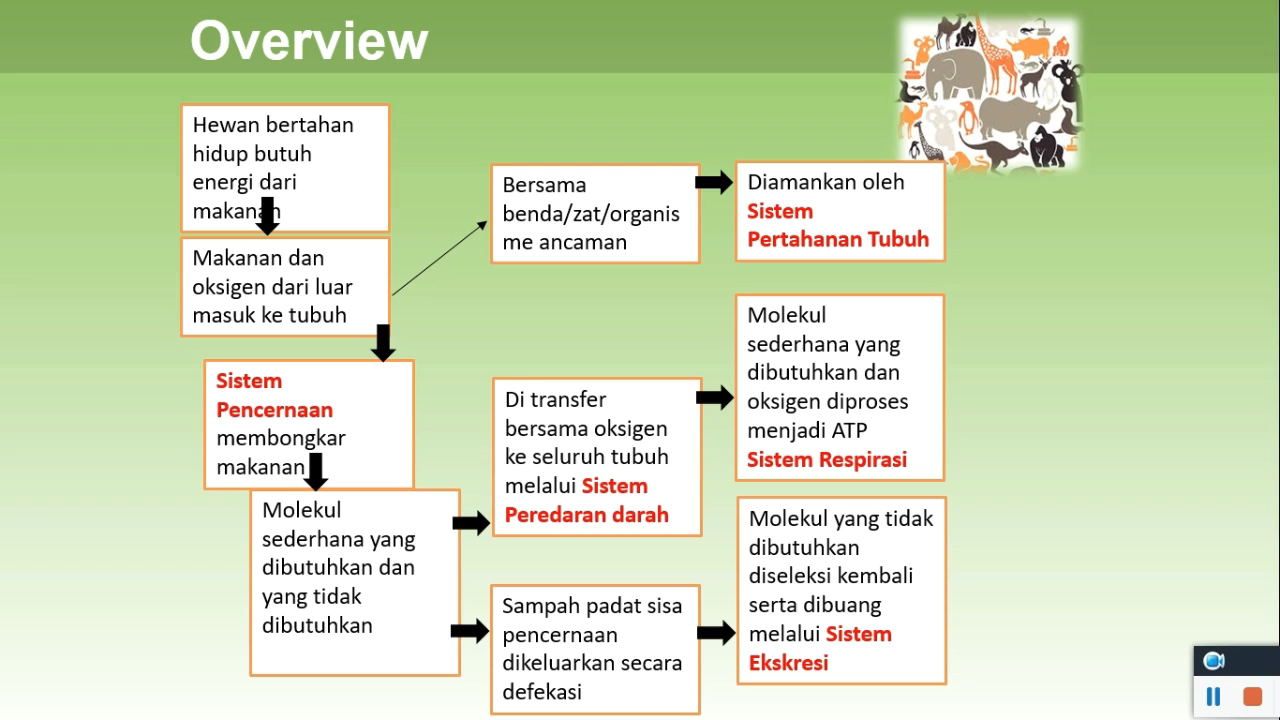 Overview
Hewan bertahan
hidup butuh
energi dari
makanan
Makanan dan
oksigen dari luar
masuk ke tubuh
Sistem
Pencernaan
membongkar
makanan
Molekul
sederhana yang
dibutuhkan dan
yang tidak
dibutuhkan
Bersama
benda/zat/organis
me ancaman
Diamankan oleh
Sistem
Pertahanan Tubuh
Di transfer
bersama oksigen
ke seluruh tubuh
melalui Sistem
Peredaran darah
Molekul
sederhana yang
dibutuhkan dan
oksigen diproses
menjadi ATP
Sistem Respirasi
Sampah padat sisa
pencernaan
dikeluarkan secara
defekasi
Molekul yang tidak
dibutuhkan
diseleksi kembali
serta dibuang
melalui Sistem
Ekskresi